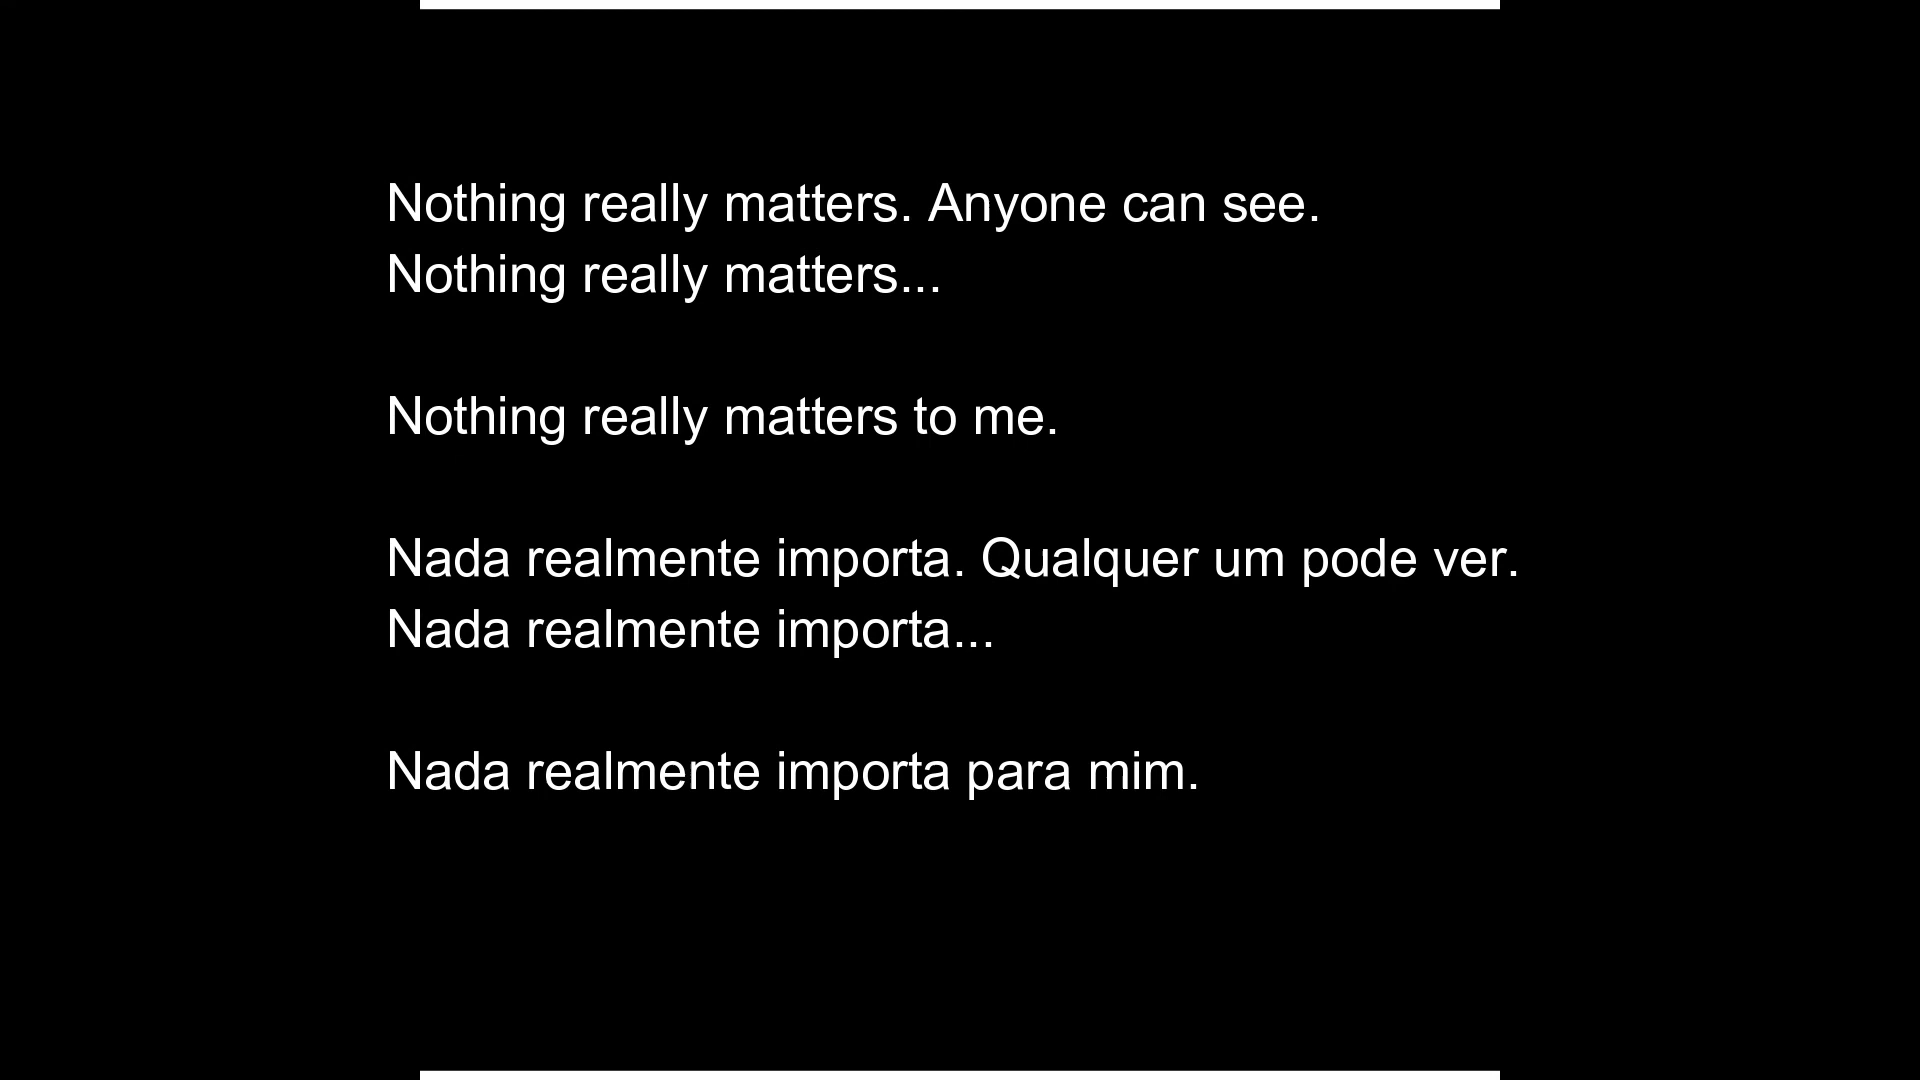 Nothing really matters. Anyone can see.
Nothing really matters...
Nothing really matters to me.
Nada realmente importa. Qualquer um pode ver.
Nada realmente importa...
Nada realmente importa para mim.